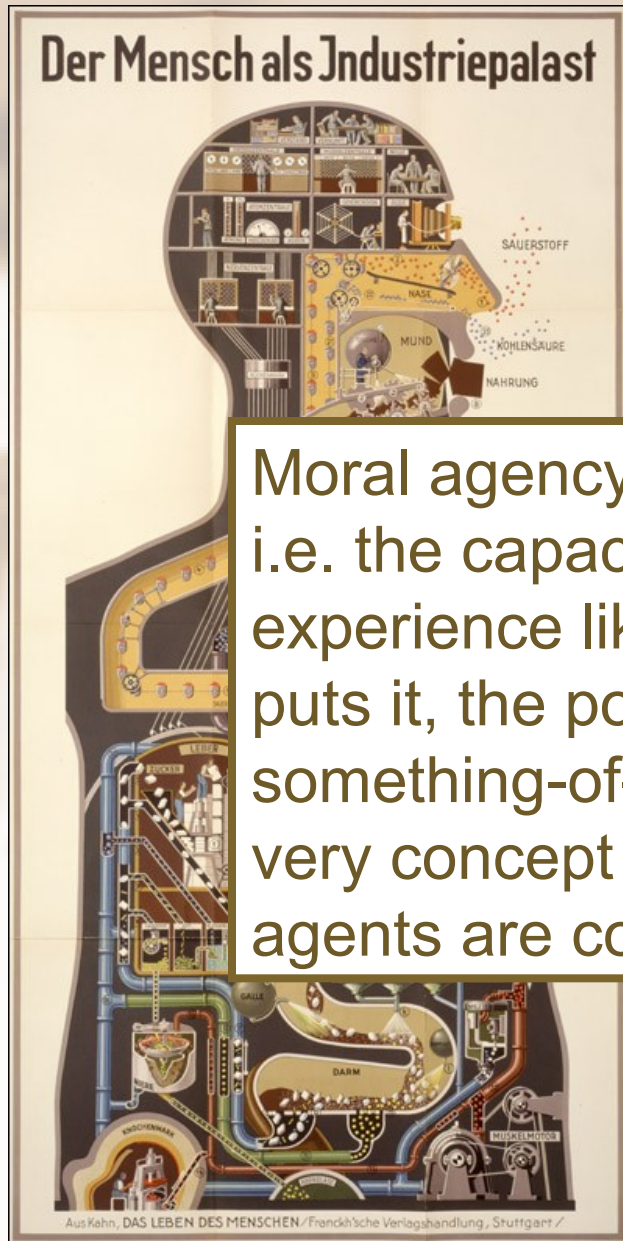 Der Mensch als Industriepalast
SAUERSTOFF
NASE
MUND
KOHLENSÄURE
NAHRUNG
Moral agency
i.e. the capac
experience lik
puts it, the po
something-of-
very concept
agents are co
LEBER
ZUCKER
GALLE
DARM
NIERE
KNOCHENMARK
MUSKELMOTOR
Aus Kahn, DAS LEBEN DES MENSCHEN / Franckh'sche Verlagshandlung, Stuttgart /